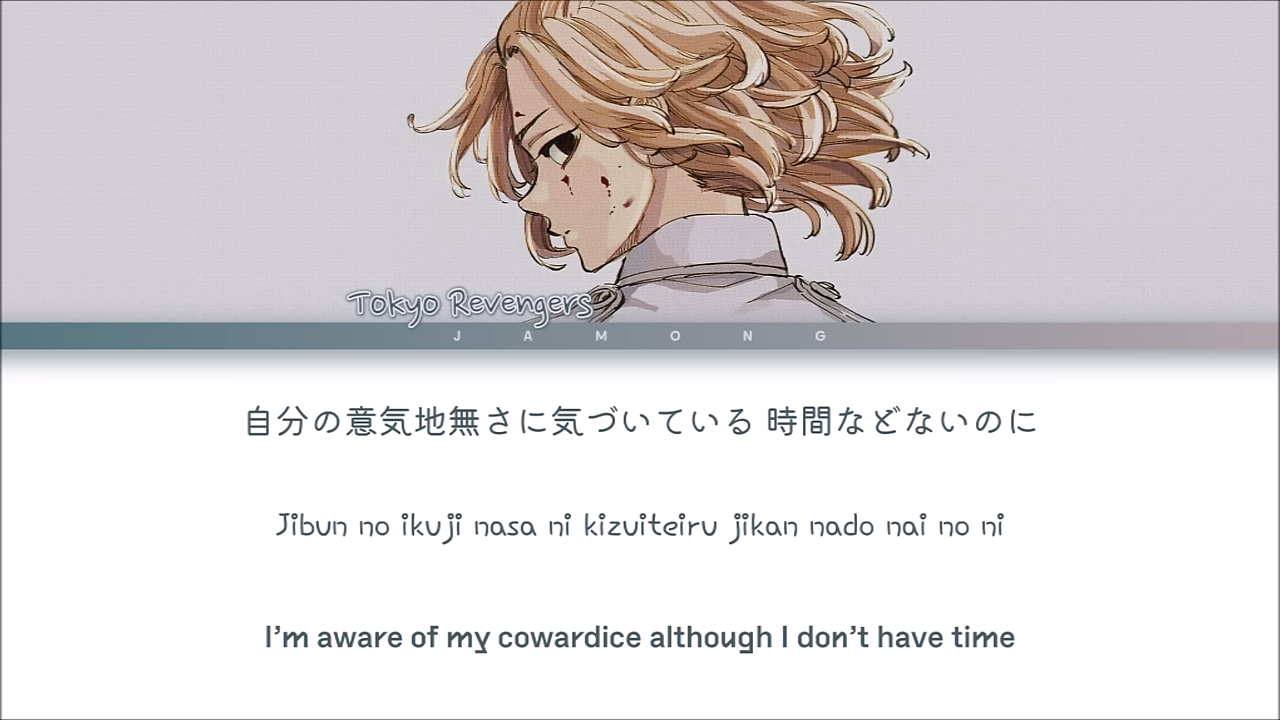 Tokyo Revengers
J A M O N G
自分の意気地無さに気づいている 時間などないのに
Jibun no ikuji nasa ni kizuiteiru jikan nado nai no ni
I’m aware of my cowardice although I don’t have time